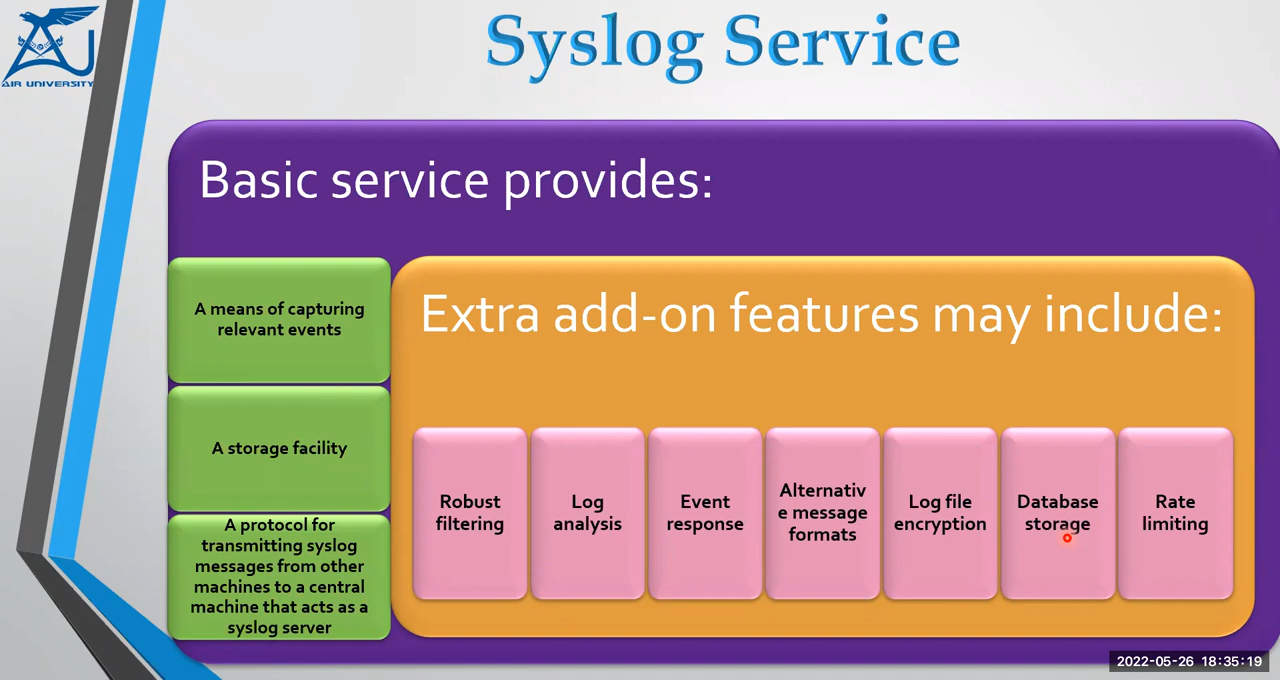 AIR UNIVERSITY
Syslog Service
Basic service provides:
A means of capturing
relevant events
A storage facility
A protocol for
transmitting syslog
messages from other
machines to a central
machine that acts as a
syslog server
Extra add-on features may include:
Robust
filtering
Log
analysis
Event
response
Alternativ
e message
formats
Log file
encryption
Database
storage
Rate
limiting
2022-05-26 18:35:19